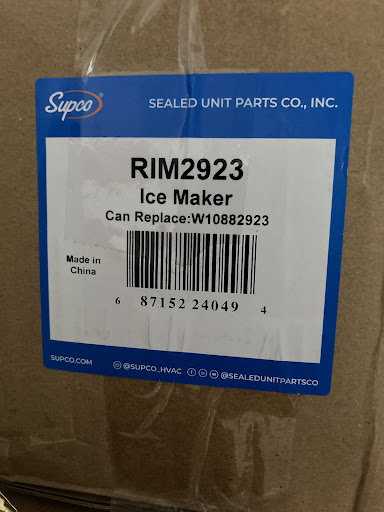 Supco
SEALED UNIT PARTS CO., INC.
RIM2923
Ice Maker
Can Replace:W10882923
Made in
China
6 87152 24049 4
SUPCO.COM @SUPCO_HVAC @SEALEDUNITPARTSCO